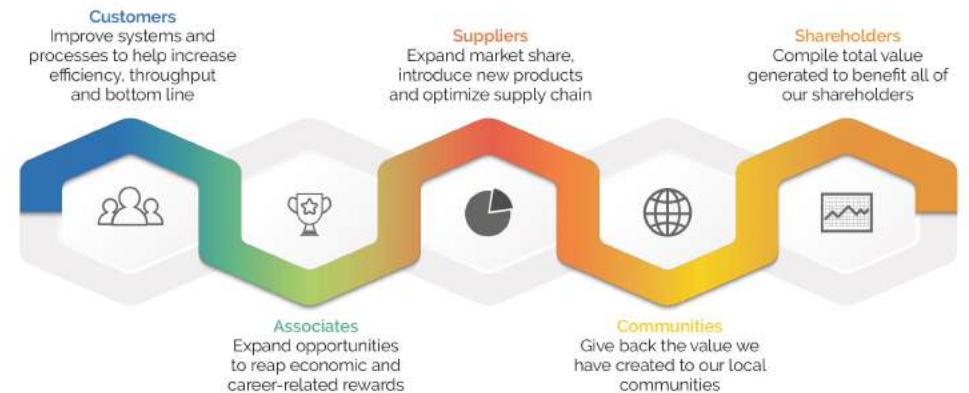 Customers
Improve systems and
processes to help increase
efficiency, throughput
and bottom line
Associates
Expand opportunities
to reap economic and
career-related rewards
Suppliers
Expand market share,
introduce new products
and optimize supply chain
Communities
Give back the value we
have created to our local
communities
Shareholders
Compile total value
generated to benefit all of
our shareholders